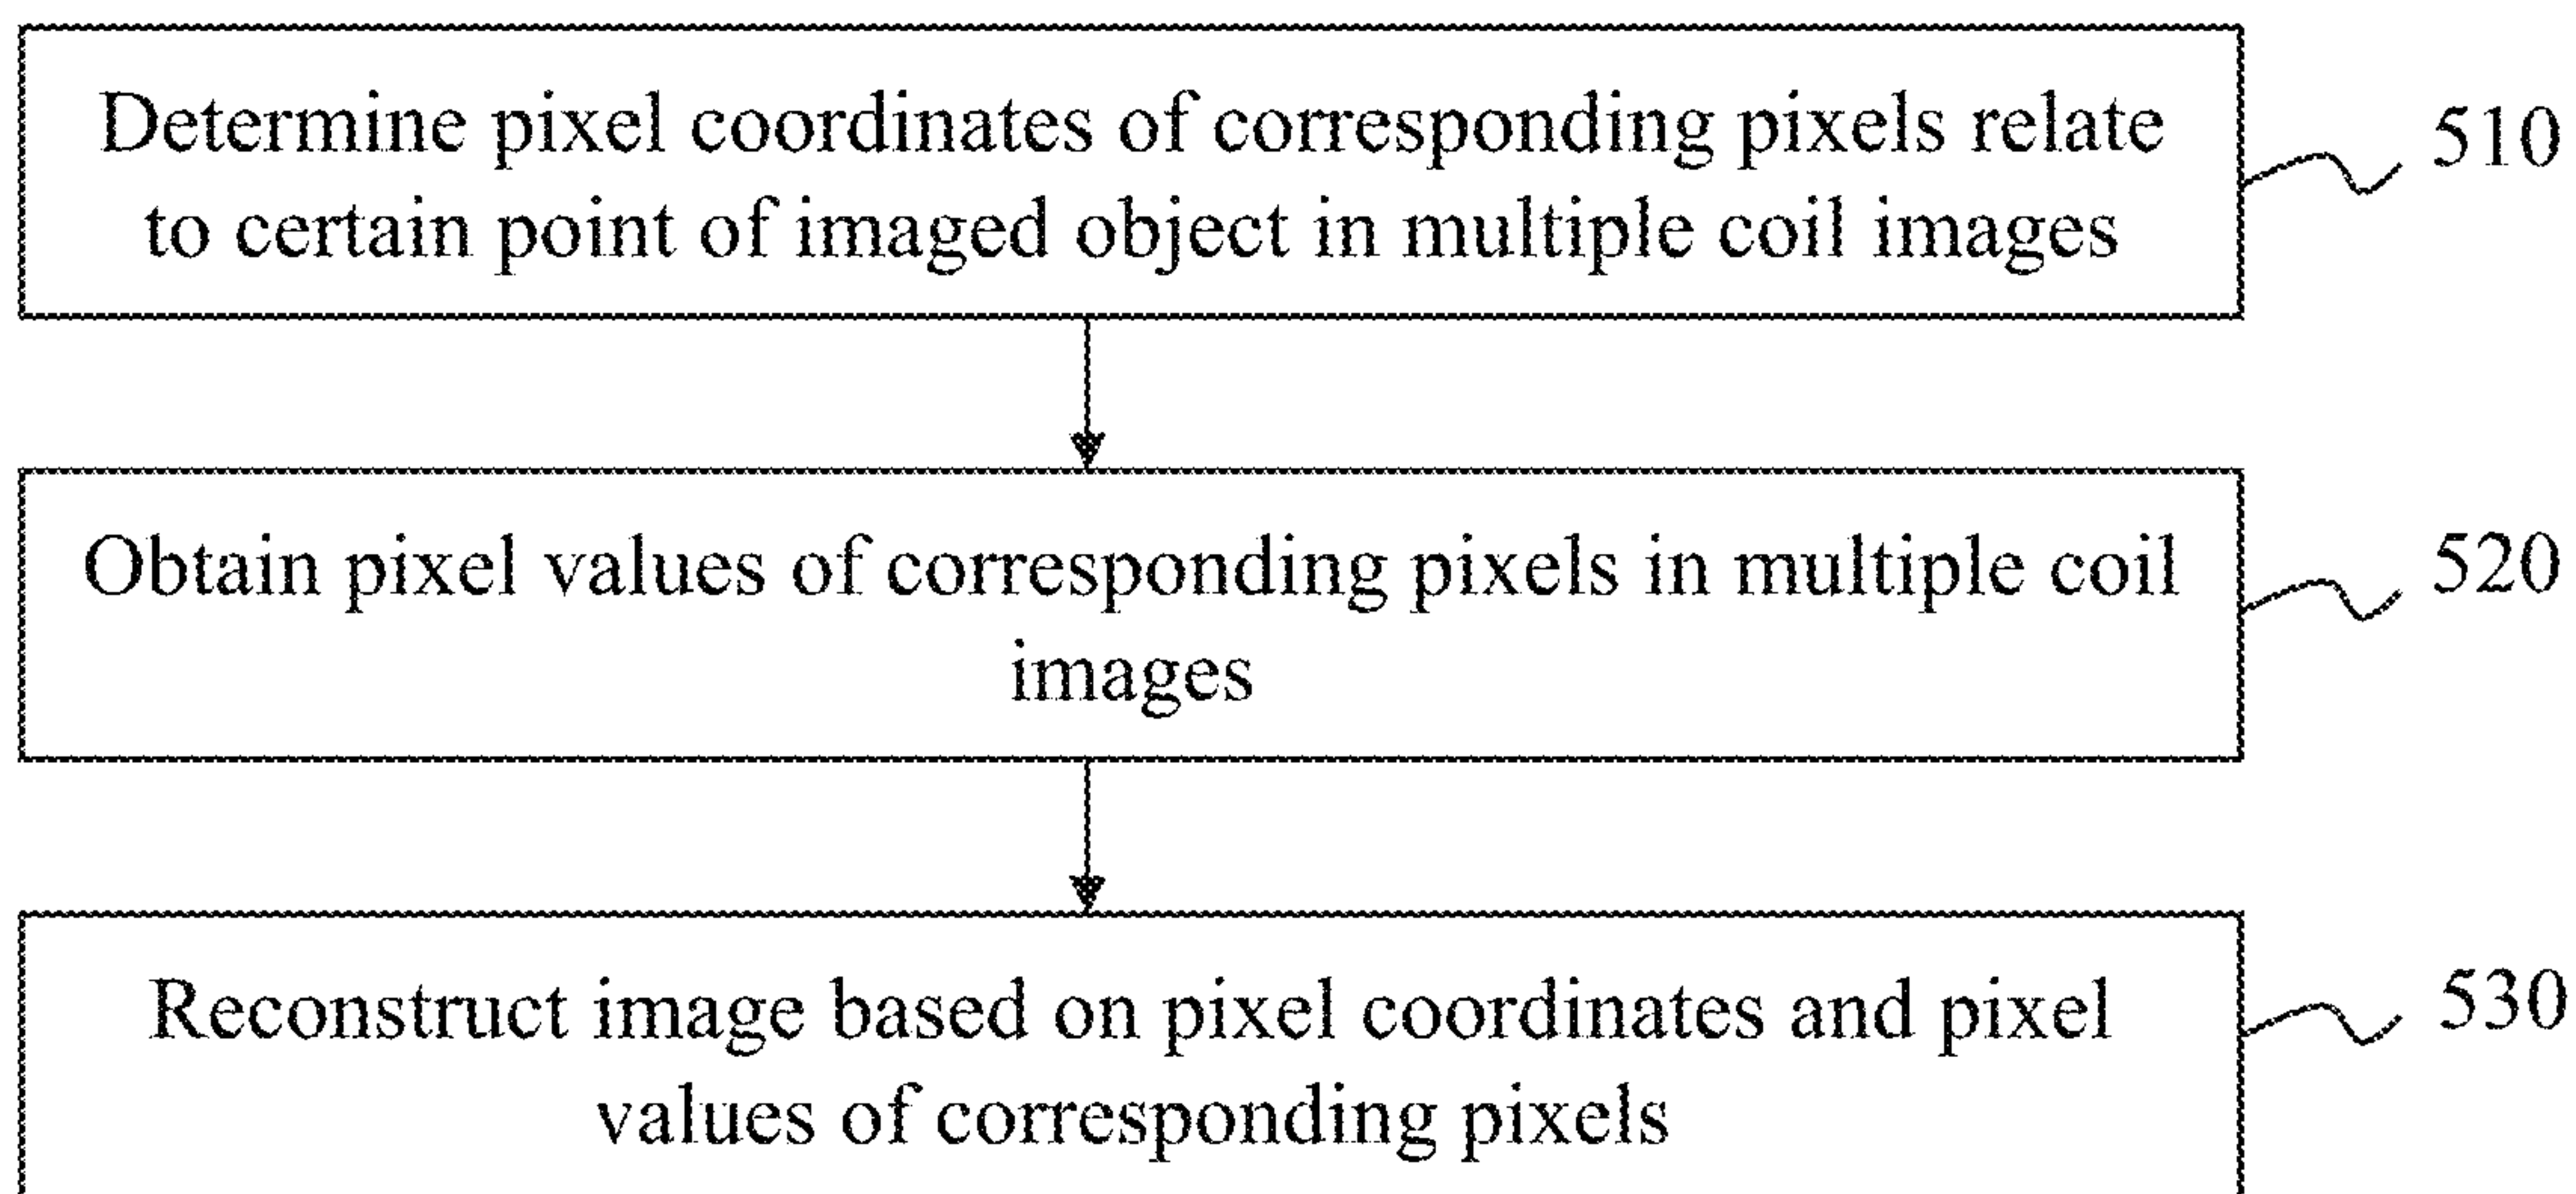 Determine pixel coordinates of corresponding pixels relate
to certain point of imaged object in multiple coil images
510
Obtain pixel values of corresponding pixels in multiple coil
images
520
Reconstruct image based on pixel coordinates and pixel
values of corresponding pixels
530